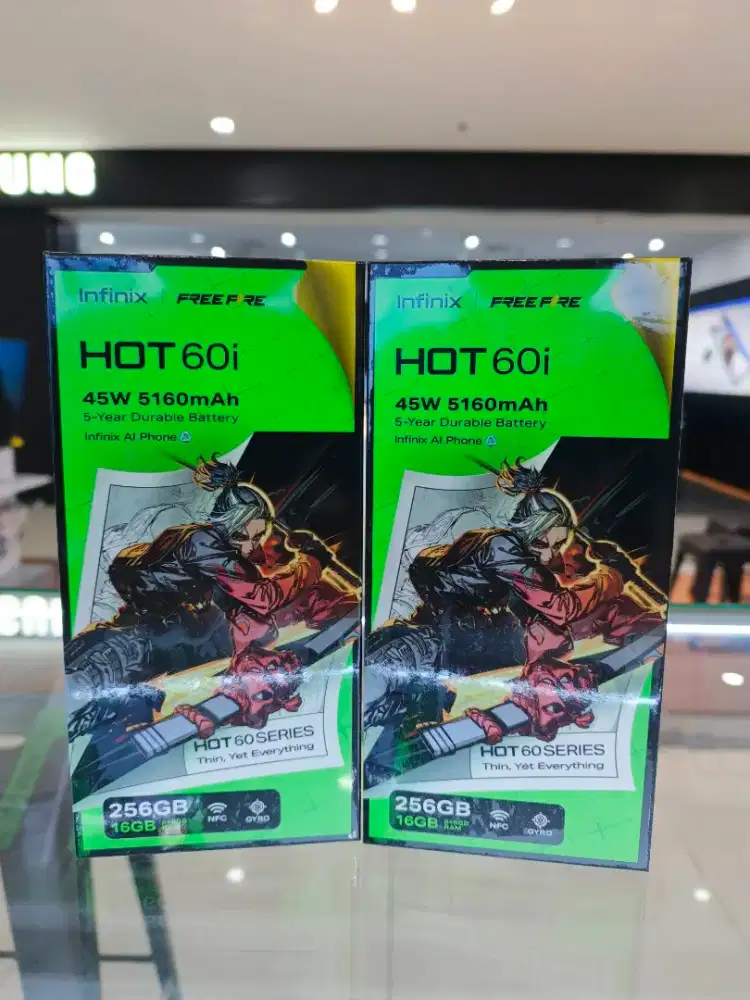 UNG
Infinix | FREE FIRE
HOT 60i
45W 5160mAh
5-Year Durable Battery
Infinix AI Phone
HOT 60 SERIES
Thin, Yet Everything
256GB
16GB
NFC
GYRO
Infinix | FREE FIRE
HOT 60i
45W 5160mAh
5-Year Durable Battery
Infinix AI Phone
HOT 60 SERIES
Thin, Yet Everything
256GB
16GB
RAM
NFC
GYRO